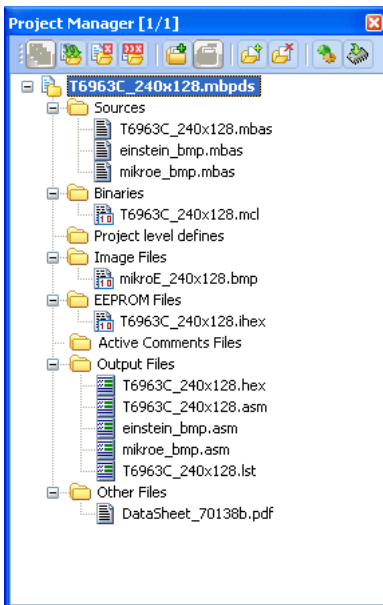 Project Manager [1/1]
T6963C_240x128.mbpds
Sources
T6963C_240x128.mbas
einstein_bmp.mbas
mikroe_bmp.mbas
Binaries
T6963C_240x128.mcl
Project level defines
Image Files
mikroE_240x128.bmp
EEPROM Files
T6963C_240x128.ihex
Active Comments Files
Output Files
T6963C_240x128.hex
T6963C_240x128.asm
einstein_bmp.asm
mikroe_bmp.asm
T6963C_240x128.lst
Other Files
DataSheet_70138b.pdf